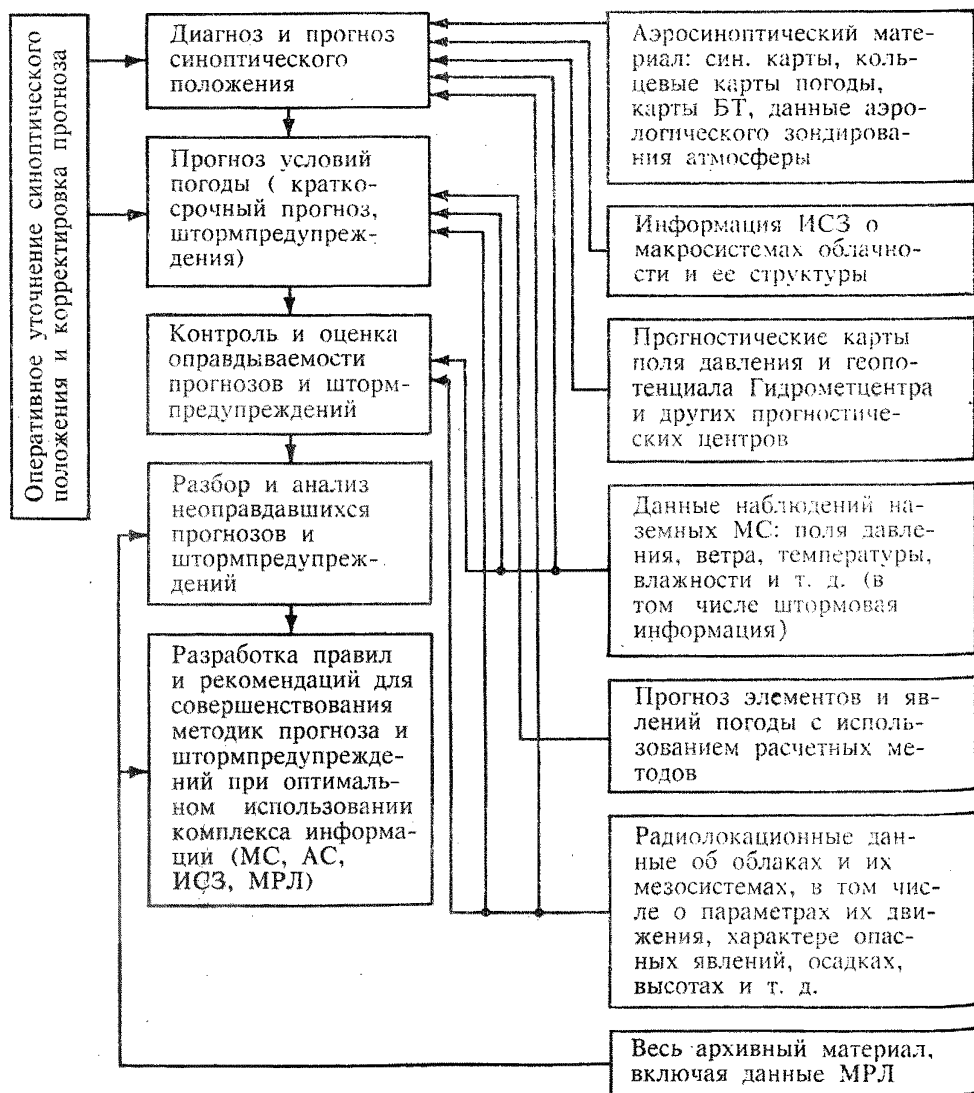 Оперативное уточнение синоптического
положения и корректировка прогноза
Диагноз и прогноз
синоптического
положения
Прогноз условий
погоды ( кратко-
срочный прогноз,
штормпредупреж-
дения)
Контроль и оценка
оправдываемости
прогнозов и шторм-
предупреждений
Разбор и анализ
неоправдавшихся
прогнозов и
штормпредупреж-
дений
Разработка правил
и рекомендаций для
совершенствования
методик прогноза и
штормпредупрежде-
ний при оптималь-
ном использовании
комплекса информа-
ции (МС, АС,
ИСЗ, МРЛ)
Аэросиноптический мате-
риал: син. карты, коль-
цевые карты погоды,
карты БТ, данные аэро-
логического зондирова-
ния атмосферы
Информация ИСЗ о
макросистемах облачно-
сти и ее структуры
Прогностические карты
поля давления и геопо-
тенциала Гидрометцентра
и других прогностиче-
ских центров
Данные наблюдений на-
земных МС: поля давле-
ния, ветра, температуры,
влажности и т. д. (в
том числе штормовая
информация)
Прогноз элементов и яв-
лений погоды с исполь-
зованием расчетных ме-
тодов
Радиолокационные дан-
ные об облаках и их
мезосистемах, в том чис-
ле о параметрах их дви-
жения, характере опас-
ных явлений, осадках,
высотах и т. д.
Весь архивный материал,
включая данные МРЛ